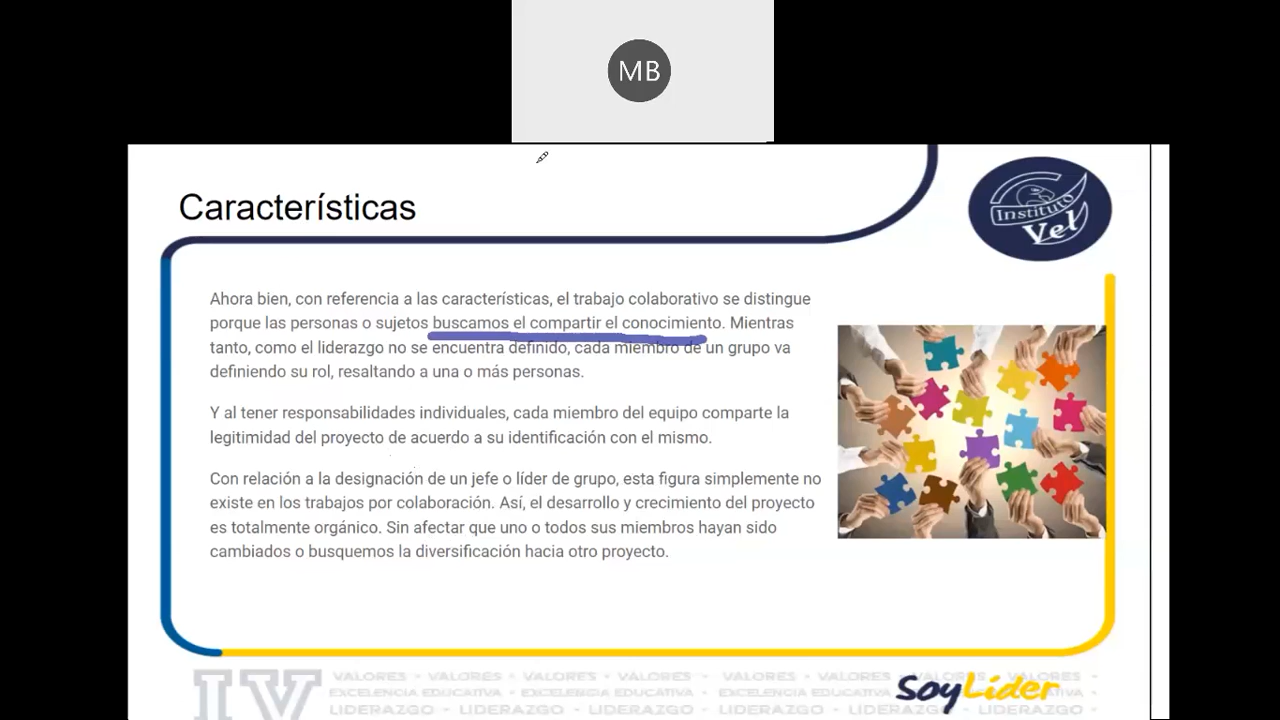 MB
Características
Instituto
Vel
Ahora bien, con referencia a las características, el trabajo colaborativo se distingue
porque las personas o sujetos buscamos el compartir el conocimiento. Mientras
tanto, como el liderazgo no se encuentra definido, cada miembro de un grupo va
definiendo su rol, resaltando a una o más personas.
Y al tener responsabilidades individuales, cada miembro del equipo comparte la
legitimidad del proyecto de acuerdo a su identificación con el mismo.
Con relación a la designación de un jefe o líder de grupo, esta figura simplemente no
existe en los trabajos por colaboración. Así, el desarrollo y crecimiento del proyecto
es totalmente orgánico. Sin afectar que uno o todos sus miembros hayan sido
cambiados o busquemos la diversificación hacia otro proyecto.
IV
VALORES - VALORES - VALORES - VALORES - VALORES - VALORES - VALORES - VALORES -
EXCELENCIA EDUCATIVA - EXCELENCIA EDUCATIVA - EXCELENCIA EDUCATIVA -
LIDERAZGO - LIDERAZGO - LIDERAZGO - LIDERAZGO - LIDERAZGO - LIDERAZGO
SoyLíder